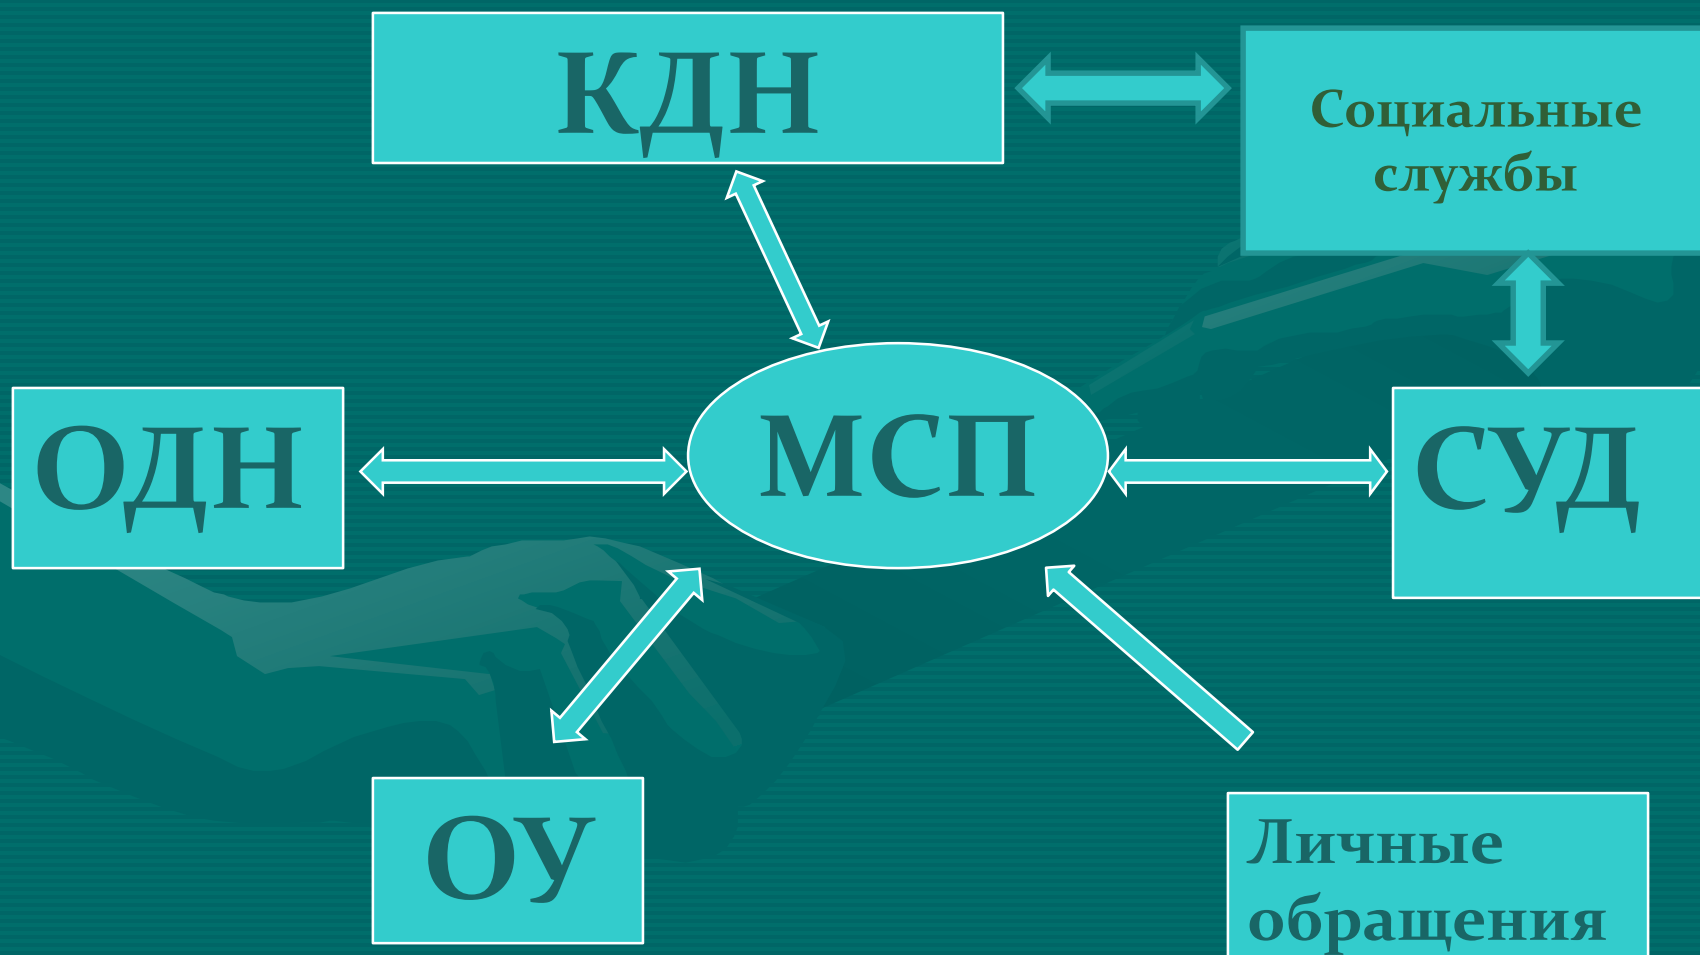 КДН
Социальные
службы
ОДН
МСП
СУД
ОУ
Личные
обращения